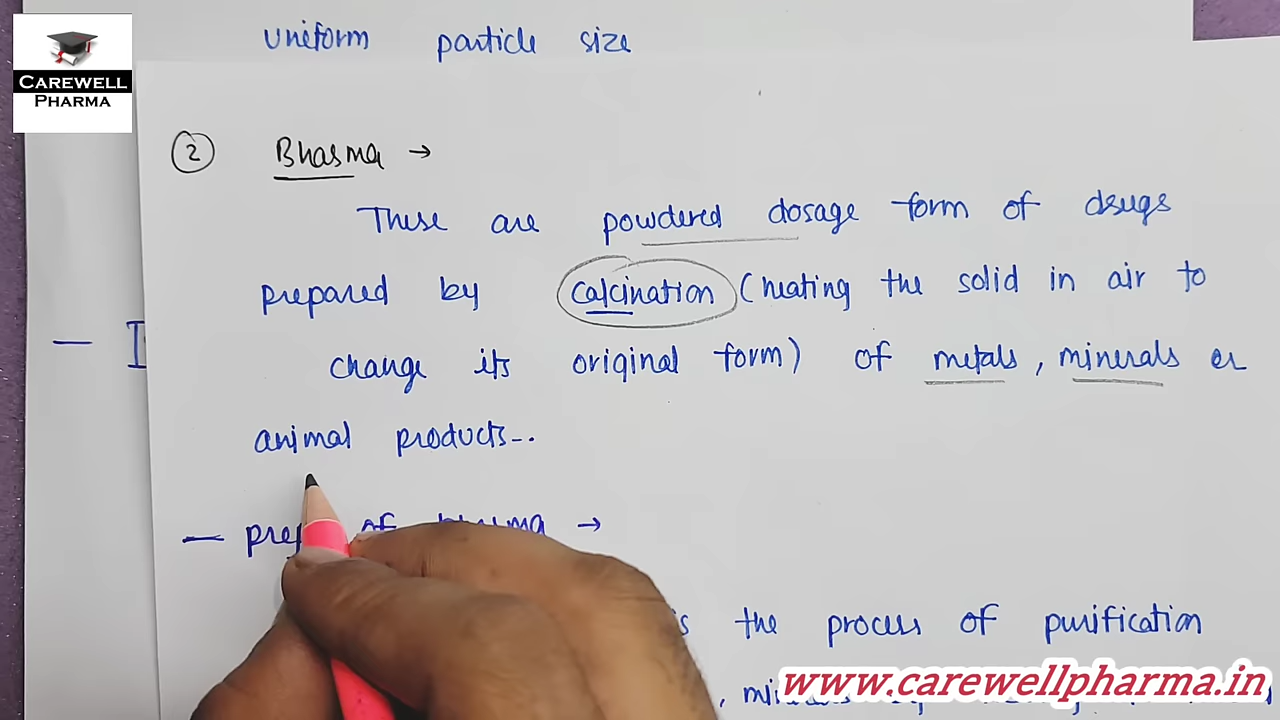 CAREWELL
PHARMA
uniform particle size
2 Bhasma →
These are powdered dosage form of drugs
prepared by calcination (heating the solid in air to
change its original form) of metals, minerals or
animal products..
— prep of bhasma →
the process of purification
www.carewellpharma.in